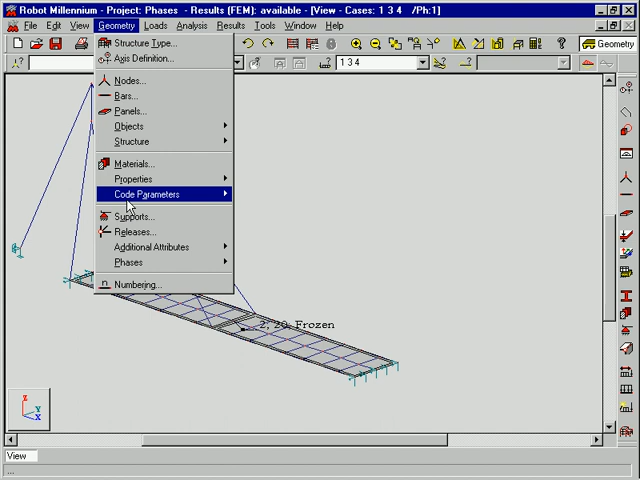 Robot Millennium - Project: Phases - Results (FEM): available - [View - Cases: 1 3 4 /Ph:1]
File Edit View Geometry Loads Analysis Results Tools Window Help
Structure Type...
Geometry
Axis Definition...
1 3 4
Nodes...
Bars...
Panels...
Objects
Structure
Materials...
Properties
Code Parameters
Supports...
Releases...
Additional Attributes
Phases
Numbering...
2, 20, Frozen
Z
Y
X
View
...